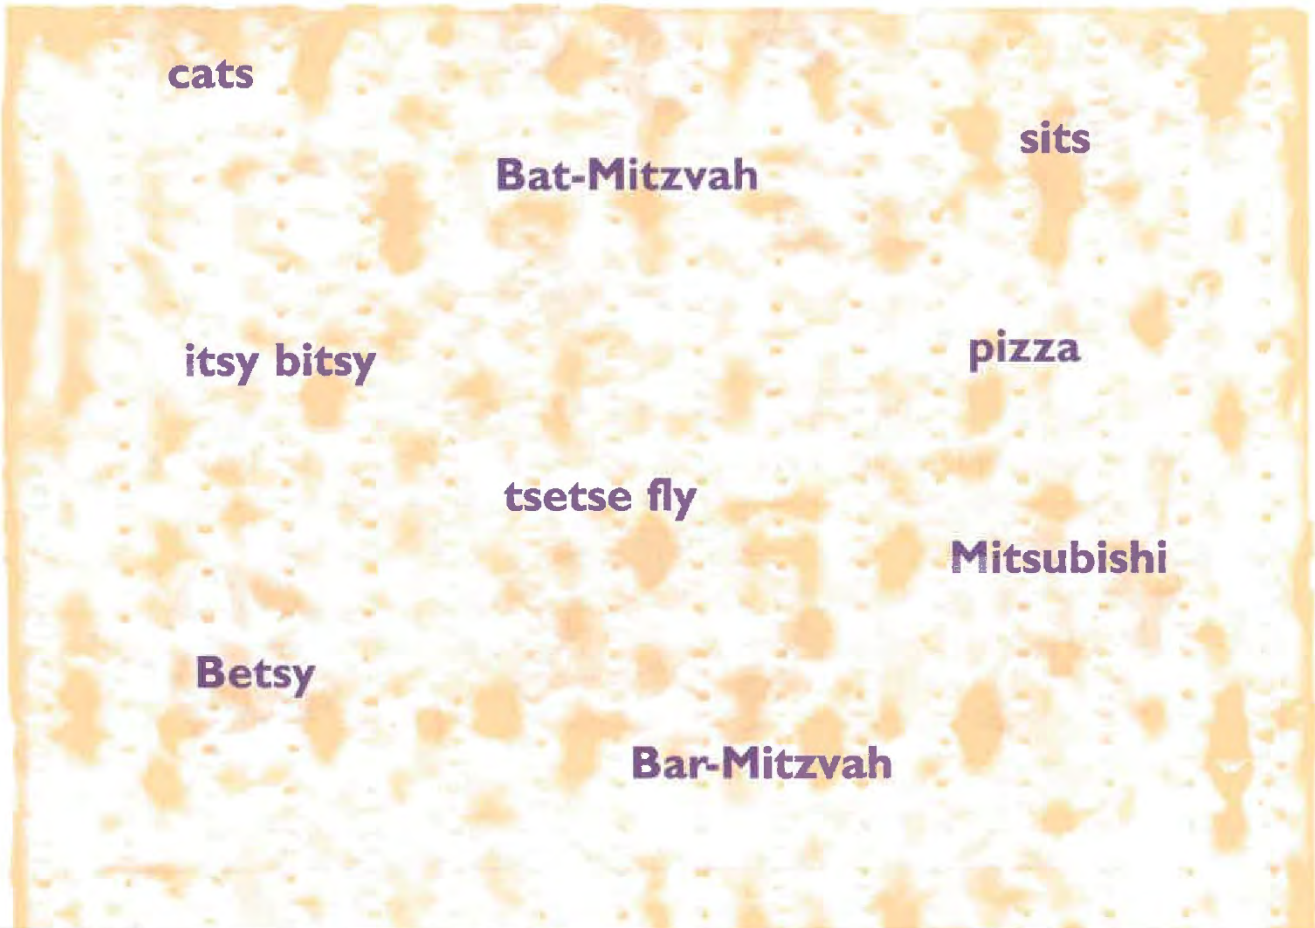 cats
sits
Bat-Mitzvah
itsy bitsy
pizza
tsetse fly
Mitsubishi
Betsy
Bar-Mitzvah